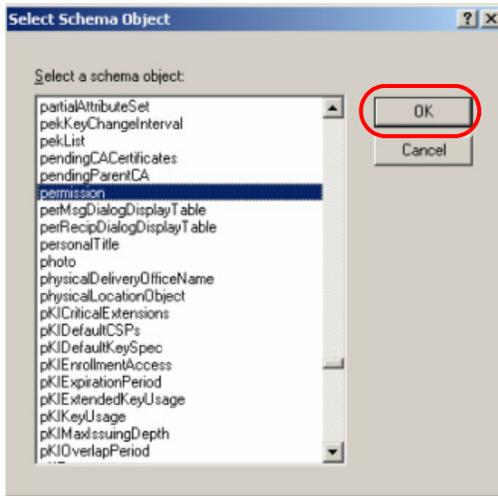 Select Schema Object
Select a schema object:
partialAttributeSet
pekKeyChangeInterval
pekList
pendingCACertificates
pendingParentCA
permission
perMsgDialogDisplayTable
perRecipDialogDisplayTable
personalTitle
photo
physicalDeliveryOfficeName
physicalLocationObject
pKICriticalExtensions
pKIDefaultCSPs
pKIDefaultKeySpec
pKIEnrollmentAccess
pKIExpirationPeriod
pKIExtendedKeyUsage
pKIKeyUsage
pKIMaxIssuingDepth
pKIOverlapPeriod
OK
Cancel